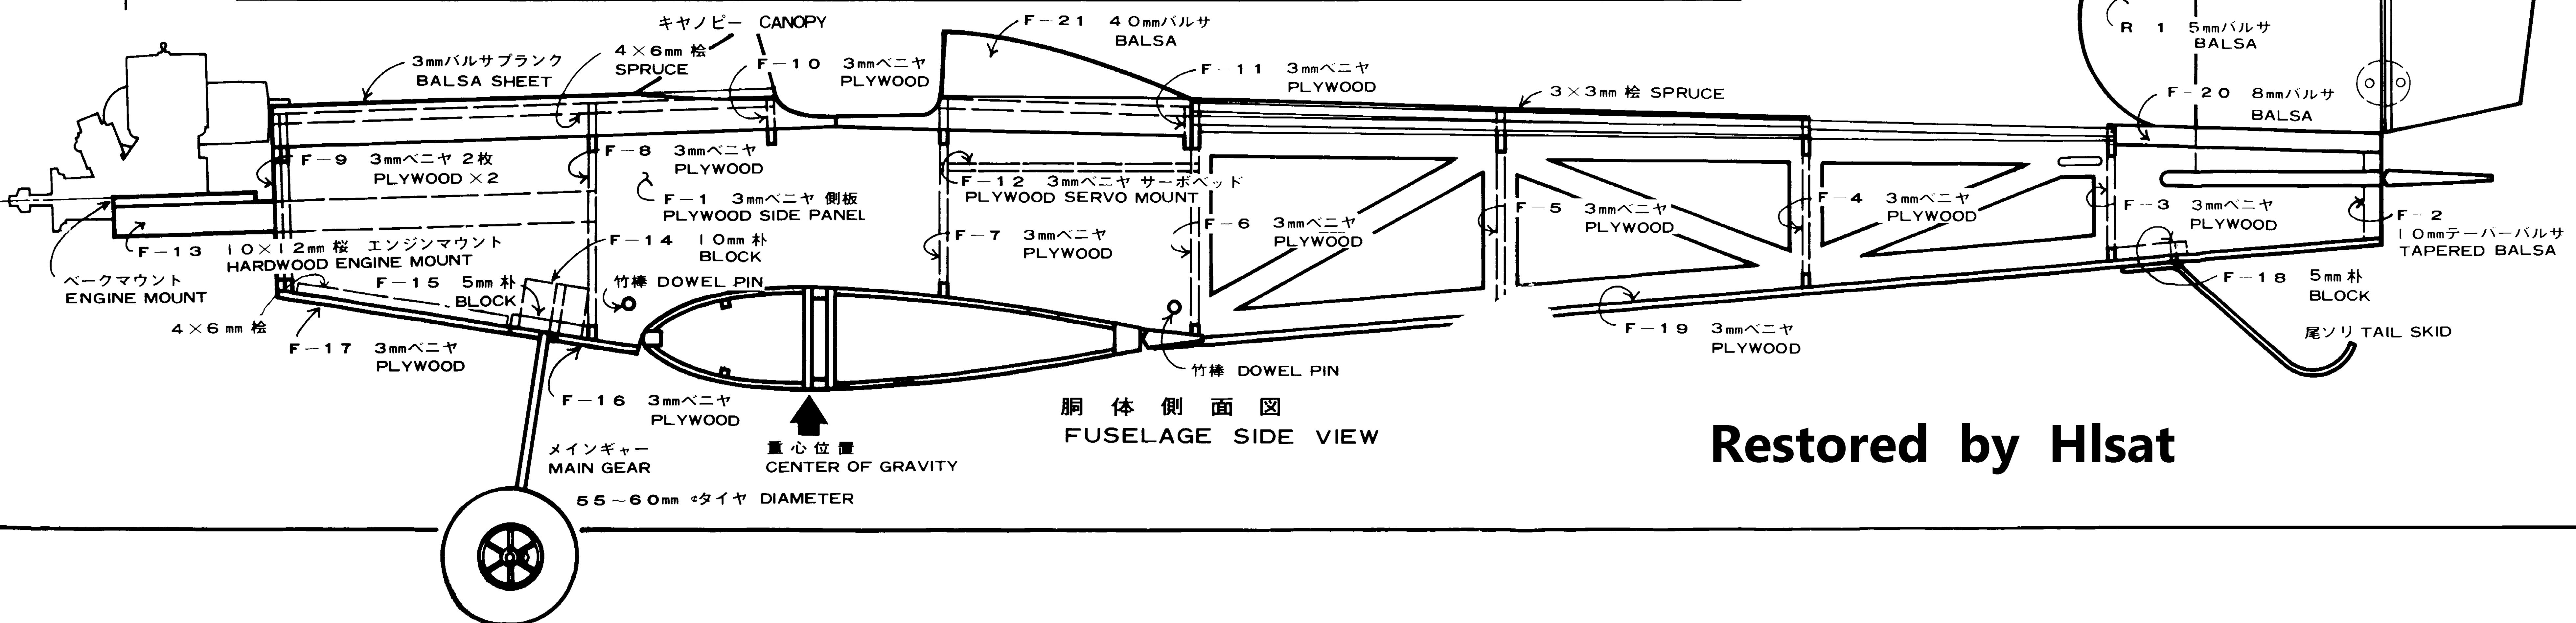 キヤノピー CANOPY
F-21 40mmバルサ
BALSA
R 1 5mmバルサ
BALSA
3mmバルサプランク
BALSA SHEET
4×6mm 桧
SPRUCE
F-10 3mmベニヤ
PLYWOOD
F-11 3mmベニヤ
PLYWOOD
3×3mm 桧 SPRUCE
F-20 8mmバルサ
BALSA
F-9 3mmベニヤ 2枚
PLYWOOD×2
F-8 3mmベニヤ
PLYWOOD
F-1 3mmベニヤ 側板
PLYWOOD SIDE PANEL
F-12 3mmベニヤ サーボベッド
PLYWOOD SERVO MOUNT
F-6 3mmベニヤ
PLYWOOD
F-5 3mmベニヤ
PLYWOOD
F-4 3mmベニヤ
PLYWOOD
F-3 3mmベニヤ
PLYWOOD
F-2
10mmテーパーバルサ
TAPERED BALSA
F-13 10×12mm 桜 エンジンマウント
HARDWOOD ENGINE MOUNT
F-14 10mm 朴
BLOCK
F-7 3mmベニヤ
PLYWOOD
ベークマウント
ENGINE MOUNT
F-15 5mm 朴
BLOCK
竹棒 DOWEL PIN
F-18 5mm 朴
BLOCK
4×6mm 桧
F-17 3mmベニヤ
PLYWOOD
F-19 3mmベニヤ
PLYWOOD
尾ソリ TAIL SKID
竹棒 DOWEL PIN
F-16 3mmベニヤ
PLYWOOD
胴体側面図
FUSELAGE SIDE VIEW
Restored by Hlsat
メインギャー
MAIN GEAR
重心位置
CENTER OF GRAVITY
55~60mm ¢タイヤ DIAMETER